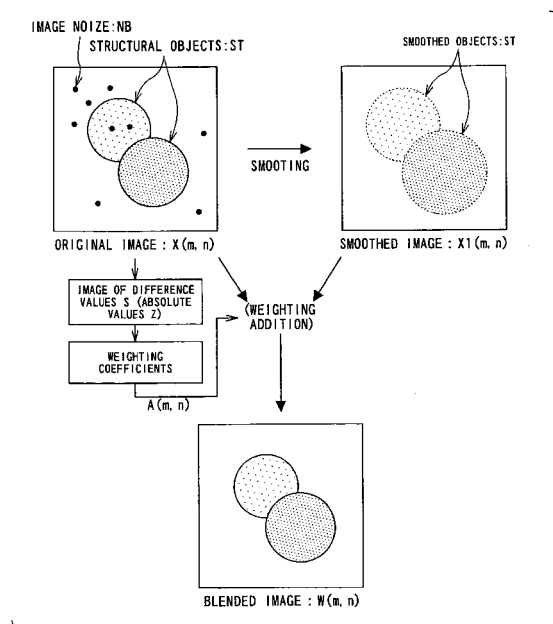 IMAGE NOIZE:NB
STRUCTURAL OBJECTS:ST
SMOOTHED OBJECTS:ST
SMOOTING
ORIGINAL IMAGE : X(m, n)
SMOOTHED IMAGE : X1(m, n)
IMAGE OF DIFFERENCE
VALUES S (ABSOLUTE
VALUES Z)
(WEIGHTING
ADDITION)
WEIGHTING
COEFFICIENTS
A(m, n)
BLENDED IMAGE : W(m, n)